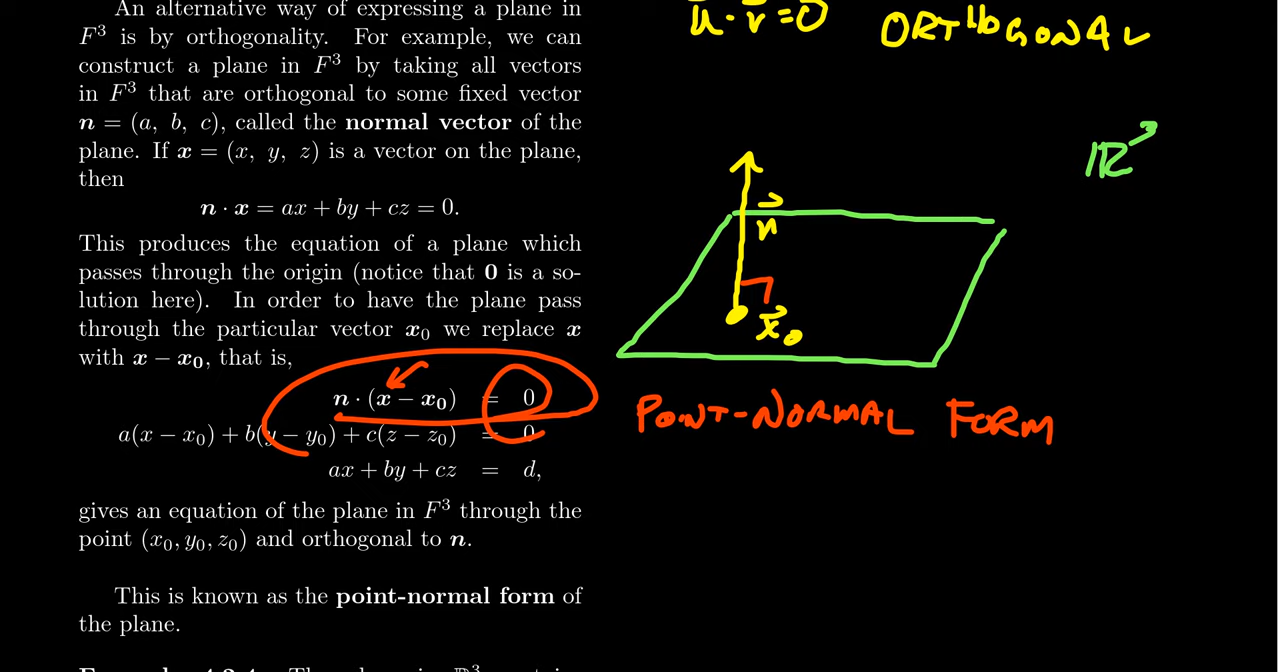 An alternative way of expressing a plane in
F³ is by orthogonality. For example, we can
construct a plane in F³ by taking all vectors
in F³ that are orthogonal to some fixed vector
n = (a, b, c), called the normal vector of the
plane. If x = (x, y, z) is a vector on the plane,
then
n · x = ax + by + cz = 0.
This produces the equation of a plane which
passes through the origin (notice that 0 is a so-
lution here). In order to have the plane pass
through the particular vector x₀ we replace x
with x − x₀, that is,
n · (x − x₀) = 0
a(x − x₀) + b(y − y₀) + c(z − z₀) = 0
ax + by + cz = d,
gives an equation of the plane in F³ through the
point (x₀, y₀, z₀) and orthogonal to n.
This is known as the point-normal form of
the plane.
u · v = 0 ORTHOGONAL
ℝ³
n
x₀
POINT-NORMAL FORM